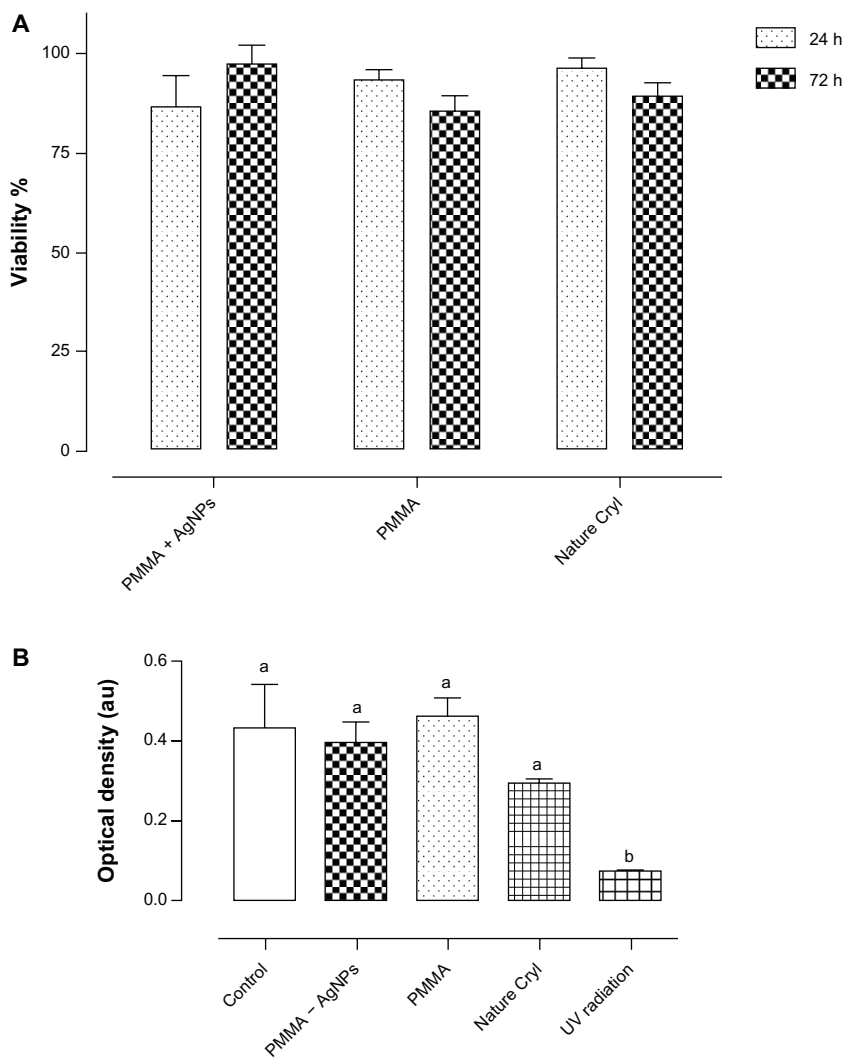 A
24 h
72 h
Viability %
100
75
50
25
0
PMMA + AgNPs
PMMA
Nature Cryl
B
Optical density (au)
0.6
0.4
0.2
0.0
a
a
a
a
b
Control
PMMA − AgNPs
PMMA
Nature Cryl
UV radiation